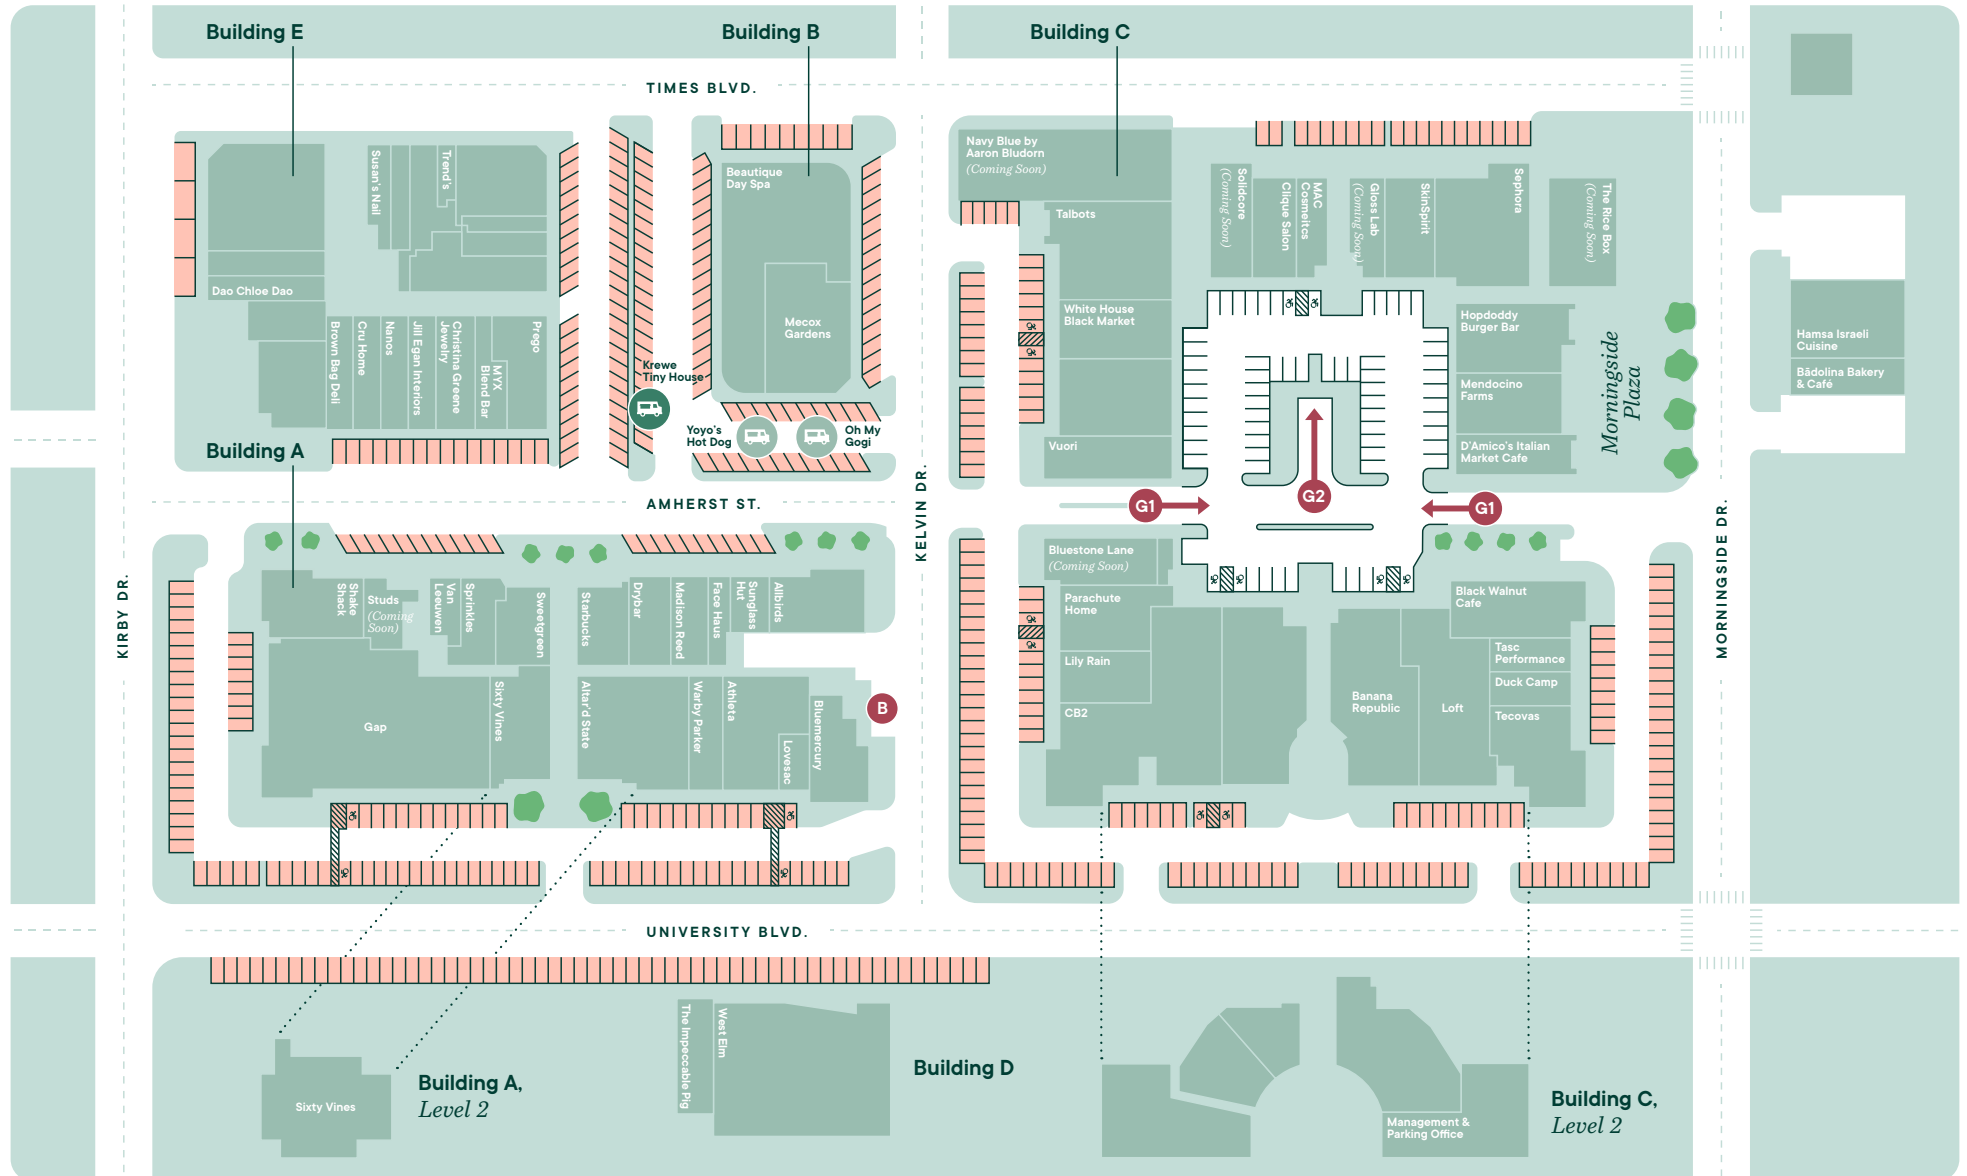 Building E
Building B
Building C
TIMES BLVD.
Susan's Nail
Trend's
Dao Chloe Dao
Brown Bag Deli
Cru Home
Nanos
Jill Egan Interiors
Christina Greene
Jewelry
MYX
Blend Bar
Prego
Beautique
Day Spa
Mecox
Gardens
Krewe
Tiny House
Yoyo's
Hot Dog
Oh My
Gogi
Navy Blue by
Aaron Bludorn
(Coming Soon)
Talbots
White House
Black Market
Vuori
Solidcore
(Coming Soon)
Clique Salon
MAC
Cosmeitcs
Gloss Lab
(Coming Soon)
SkinSpirit
Sephora
The Rice Box
(Coming Soon)
Hopdoddy
Burger Bar
Mendocino
Farms
D'Amico's Italian
Market Cafe
Morningside
Plaza
Hamsa Israeli
Cuisine
Bādolina Bakery
& Café
G1
G2
G1
Building A
AMHERST ST.
KIRBY DR.
KELVIN DR.
MORNINGSIDE DR.
Shake
Shack
Studs
(Coming
Soon)
Van
Leeuwen
Sprinkles
Sweetgreen
Starbucks
Drybar
Madison Reed
Face Haus
Sunglass
Hut
Allbirds
Gap
Sixty Vines
Altar'd State
Warby Parker
Athleta
Lovesac
Bluemercury
B
Bluestone Lane
(Coming Soon)
Parachute
Home
Lily Rain
CB2
Banana
Republic
Loft
Black Walnut
Cafe
Tasc
Performance
Duck Camp
Tecovas
UNIVERSITY BLVD.
Sixty Vines
Building A,
Level 2
The Impeccable Pig
West Elm
Building D
Management &
Parking Office
Building C,
Level 2